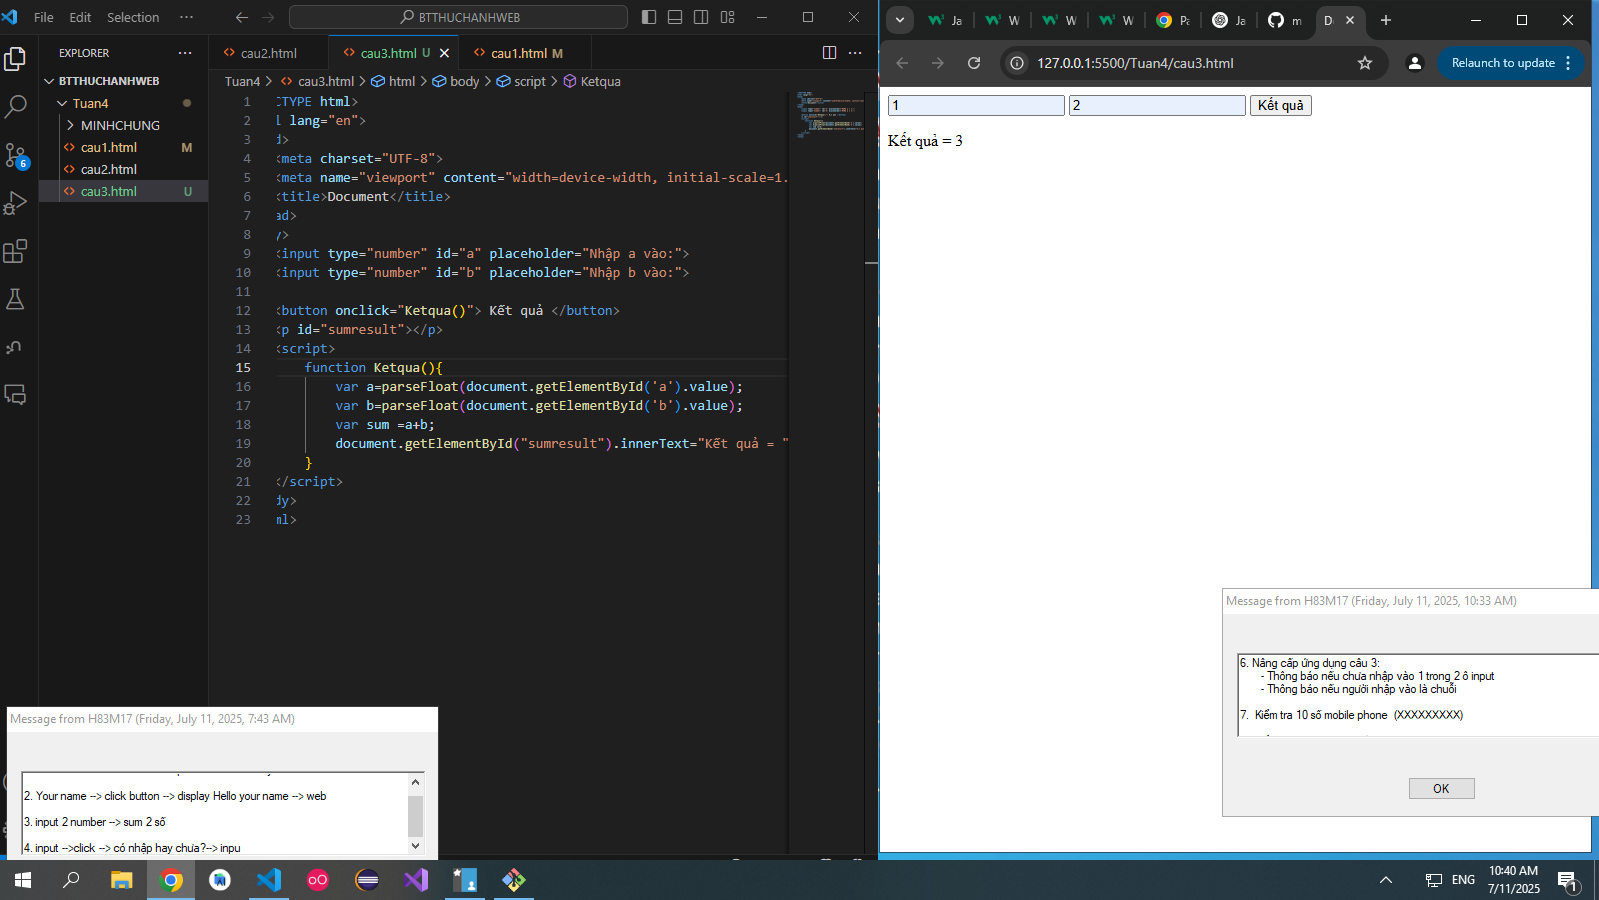 File Edit Selection ··· BTTHUCHANHWEB
EXPLORER ···
BTTHUCHANHWEB
Tuan4
MINHCHUNG
cau1.html M
cau2.html
cau3.html U
6
cau2.html cau3.html U cau1.html M
Tuan4 > cau3.html > html > body > script > Ketqua
1 :TYPE html>
2 l lang="en">
3 d>
4 <meta charset="UTF-8">
5 <meta name="viewport" content="width=device-width, initial-scale=1.
6 <title>Document</title>
7 ad>
8 y>
9 <input type="number" id="a" placeholder="Nhập a vào:">
10 <input type="number" id="b" placeholder="Nhập b vào:">
11
12 <button onclick="Ketqua()"> Kết quả </button>
13 <p id="sumresult"></p>
14 <script>
15 function Ketqua(){
16 var a=parseFloat(document.getElementById('a').value);
17 var b=parseFloat(document.getElementById('b').value);
18 var sum =a+b;
19 document.getElementById("sumresult").innerText="Kết quả = "
20 }
21 </script>
22 dy>
23 ml>
Ja W W W Pa Ja m D
127.0.0.1:5500/Tuan4/cau3.html
Relaunch to update
1 2 Kết quả
Kết quả = 3
Message from H83M17 (Friday, July 11, 2025, 10:33 AM)
6. Nâng cấp ứng dụng câu 3:
- Thông báo nếu chưa nhập vào 1 trong 2 ô input
- Thông báo nếu người nhập vào là chuỗi
7. Kiểm tra 10 số mobile phone (XXXXXXXXX)
OK
Message from H83M17 (Friday, July 11, 2025, 7:43 AM)
2. Your name --> click button --> display Hello your name --> web
3. input 2 number --> sum 2 số
4. input -->click --> có nhập hay chưa?--> inpu
ENG
10:40 AM
7/11/2025
1